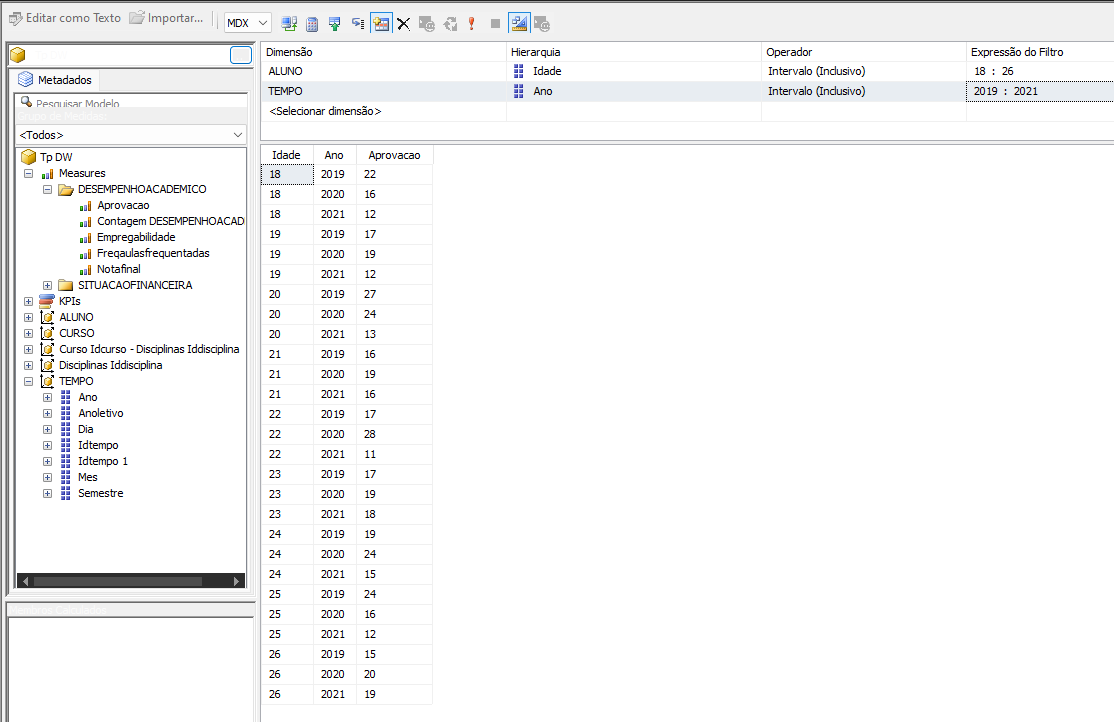 Editar como Texto Importar... MDX
Metadados
Pesquisar Modelo
Grupo de Medidas:
<Todos>
Tp DW
Measures
DESEMPENHOACADEMICO
Aprovacao
Contagem DESEMPENHOACAD
Empregabilidade
Freqaulasfrequentadas
Notafinal
SITUACAOFINANCEIRA
KPIs
ALUNO
CURSO
Curso Idcurso - Disciplinas Iddisciplina
Disciplinas Iddisciplina
TEMPO
Ano
Anoletivo
Dia
Idtempo
Idtempo 1
Mes
Semestre
Membros Calculados
Dimensão Hierarquia Operador Expressão do Filtro
ALUNO Idade Intervalo (Inclusivo) 18 : 26
TEMPO Ano Intervalo (Inclusivo) 2019 : 2021
<Selecionar dimensão>
Idade Ano Aprovacao
18 2019 22
18 2020 16
18 2021 12
19 2019 17
19 2020 19
19 2021 12
20 2019 27
20 2020 24
20 2021 13
21 2019 16
21 2020 19
21 2021 16
22 2019 17
22 2020 28
22 2021 11
23 2019 17
23 2020 19
23 2021 18
24 2019 19
24 2020 24
24 2021 15
25 2019 24
25 2020 16
25 2021 12
26 2019 15
26 2020 20
26 2021 19